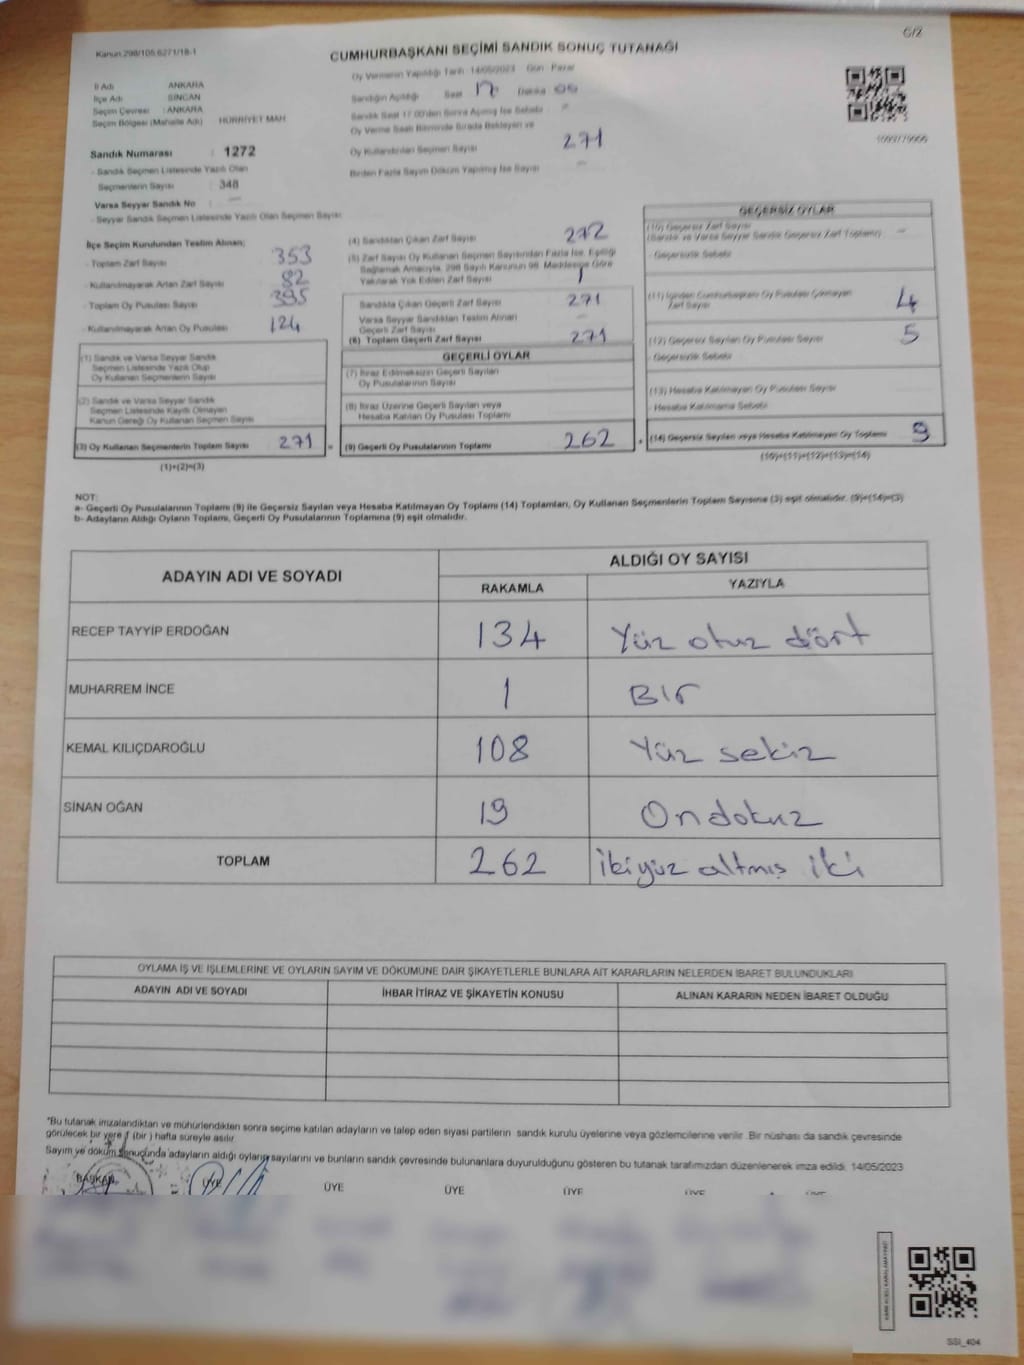 Kanun:298/105,6271/18-1
C/2
CUMHURBAŞKANI SEÇİMİ SANDIK SONUÇ TUTANAĞI
İl Adı ANKARA
İlçe Adı SİNCAN
Seçim Çevresi : ANKARA
Seçim Bölgesi (Mahalle Adı) HÜRRİYET MAH
Oy Vermenin Yapıldığı Tarih 14/05/2023 Gün Pazar
Sandığın Açıldığı Saat 17 Dakika 05
Sandık Saat 17.00'den Sonra Açılmış İse Sebebi -
Oy Verme Saati Bitiminde Sırada Bekleyen ve
Oy Kullandırılan Seçmen Sayısı 271
Birden Fazla Sayım Döküm Yapılmış İse Sayısı -
Sandık Numarası : 1272
- Sandık Seçmen Listesinde Yazılı Olan
Seçmenlerin Sayısı : 348
Varsa Seyyar Sandık No -
- Seyyar Sandık Seçmen Listesinde Yazılı Olan Seçmen Sayısı
İlçe Seçim Kurulundan Teslim Alınan;
- Toplam Zarf Sayısı 353
- Kullanılmayarak Artan Zarf Sayısı 82
- Toplam Oy Pusulası Sayısı 395
- Kullanılmayarak Artan Oy Pusulası 124
(1) Sandık ve Varsa Seyyar Sandık
Seçmen Listesinde Yazılı Olup
Oy Kullanan Seçmenlerin Sayısı
(2) Sandık ve Varsa Seyyar Sandık
Seçmen Listesinde Kayıtlı Olmayan
Kanun Gereği Oy Kullanan Seçmen Sayısı
(3) Oy Kullanan Seçmenlerin Toplam Sayısı 271 =
(1)+(2)=(3)
(4) Sandıktan Çıkan Zarf Sayısı 272
(5) Zarf Sayısı Oy Kullanan Seçmen Sayısından Fazla İse, Eşitliği
Sağlamak Amacıyla, 298 Sayılı Kanunun 98. Maddesine Göre
Yakılarak Yok Edilen Zarf Sayısı 1
Sandıkta Çıkan Geçerli Zarf Sayısı 271
Varsa Seyyar Sandıktan Teslim Alınan
Geçerli Zarf Sayısı -
(6) Toplam Geçerli Zarf Sayısı 271
GEÇERLİ OYLAR
(7) İtiraz Edilmeksizin Geçerli Sayılan
Oy Pusulalarının Sayısı
(8) İtiraz Üzerine Geçerli Sayılan veya
Hesaba Katılan Oy Pusulası Toplamı
(9) Geçerli Oy Pusulalarının Toplamı 262 +
GEÇERSİZ OYLAR
(10) Geçersiz Zarf Sayısı
(Sandık ve Varsa Seyyar Sandık Geçersiz Zarf Toplamı) -
- Geçersizlik Sebebi
(11) İçinden Cumhurbaşkanı Oy Pusulası Çıkmayan
Zarf Sayısı 4
(12) Geçersiz Sayılan Oy Pusulası Sayısı 5
- Geçersizlik Sebebi
(13) Hesaba Katılmayan Oy Pusulası Sayısı
- Hesaba Katılmama Sebebi
(14) Geçersiz Sayılan veya Hesaba Katılmayan Oy Toplamı 9
(10)+(11)+(12)+(13)=(14)
NOT:
a- Geçerli Oy Pusulalarının Toplamı (9) ile Geçersiz Sayılan veya Hesaba Katılmayan Oy Toplamı (14) Toplamları, Oy Kullanan Seçmenlerin Toplam Sayısına (3) eşit olmalıdır. (9)+(14)=(3)
b- Adayların Aldığı Oyların Toplamı, Geçerli Oy Pusulalarının Toplamına (9) eşit olmalıdır.
ADAYIN ADI VE SOYADI
ALDIĞI OY SAYISI
RAKAMLA YAZIYLA
RECEP TAYYİP ERDOĞAN 134 Yüz otuz dört
MUHARREM İNCE 1 Bir
KEMAL KILIÇDAROĞLU 108 Yüz sekiz
SİNAN OĞAN 19 Ondokuz
TOPLAM 262 İkiyüz altmış iki
OYLAMA İŞ VE İŞLEMLERİNE VE OYLARIN SAYIM VE DÖKÜMÜNE DAİR ŞİKAYETLERLE BUNLARA AİT KARARLARIN NELERDEN İBARET BULUNDUKLARI
ADAYIN ADI VE SOYADI İHBAR İTİRAZ VE ŞİKAYETİN KONUSU ALINAN KARARIN NEDEN İBARET OLDUĞU
*Bu tutanak imzalandıktan ve mühürlendikten sonra seçime katılan adayların ve talep eden siyasi partilerin sandık kurulu üyelerine veya gözlemcilerine verilir. Bir nüshası da sandık çevresinde
görülecek bir yere 1 (bir ) hafta süreyle asılır.
Sayım ve döküm sonucunda adayların aldığı oyların sayılarını ve bunların sandık çevresinde bulunanlara duyurulduğunu gösteren bu tutanak tarafımızdan düzenlenerek imza edildi. 14/05/2023
BAŞKAN ÜYE ÜYE ÜYE ÜYE ÜYE ÜYE
SSI_404